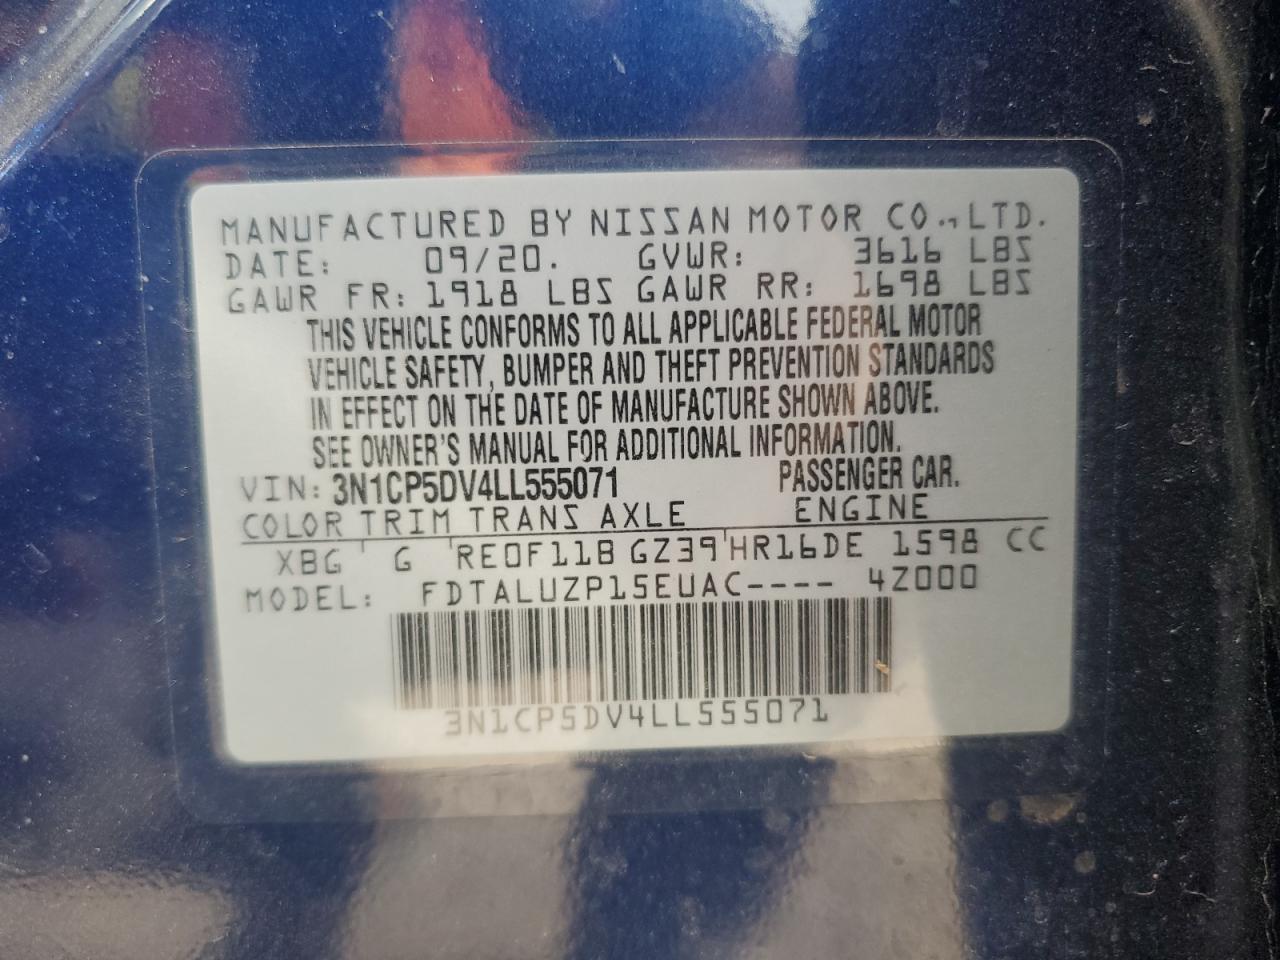 MANUFACTURED BY NISSAN MOTOR CO., LTD.
DATE: 09/20. GVWR: 3616 LBS
GAWR FR: 1918 LBS GAWR RR: 1698 LBS
THIS VEHICLE CONFORMS TO ALL APPLICABLE FEDERAL MOTOR
VEHICLE SAFETY, BUMPER AND THEFT PREVENTION STANDARDS
IN EFFECT ON THE DATE OF MANUFACTURE SHOWN ABOVE.
SEE OWNER'S MANUAL FOR ADDITIONAL INFORMATION.
VIN: 3N1CP5DV4LL555071 PASSENGER CAR.
COLOR TRIM TRANS AXLE ENGINE
XBG G RE0F11B GZ39 HR16DE 1598 CC
MODEL: FDTALUZP15EUAC---- 4Z000
3N1CP5DV4LL555071